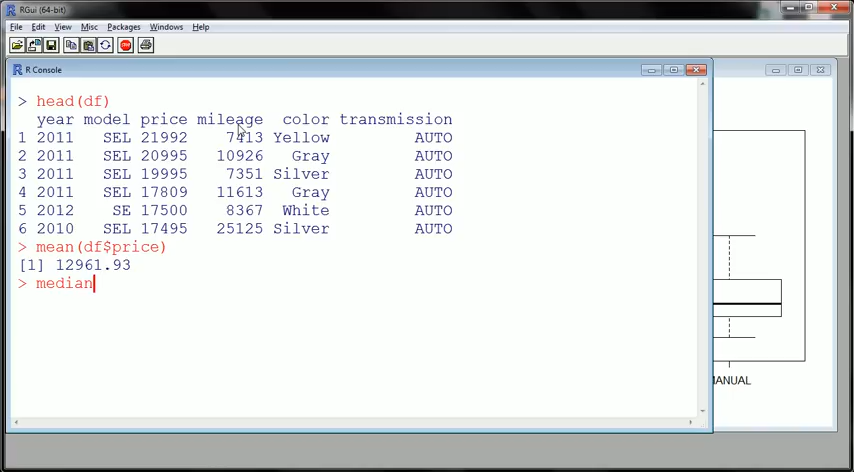 RGui (64-bit)
File Edit View Misc Packages Windows Help
STOP
R Console
> head(df)
year model price mileage color transmission
1 2011 SEL 21992 7413 Yellow AUTO
2 2011 SEL 20995 10926 Gray AUTO
3 2011 SEL 19995 7351 Silver AUTO
4 2011 SEL 17809 11613 Gray AUTO
5 2012 SE 17500 8367 White AUTO
6 2010 SEL 17495 25125 Silver AUTO
> mean(df$price)
[1] 12961.93
> median
MANUAL